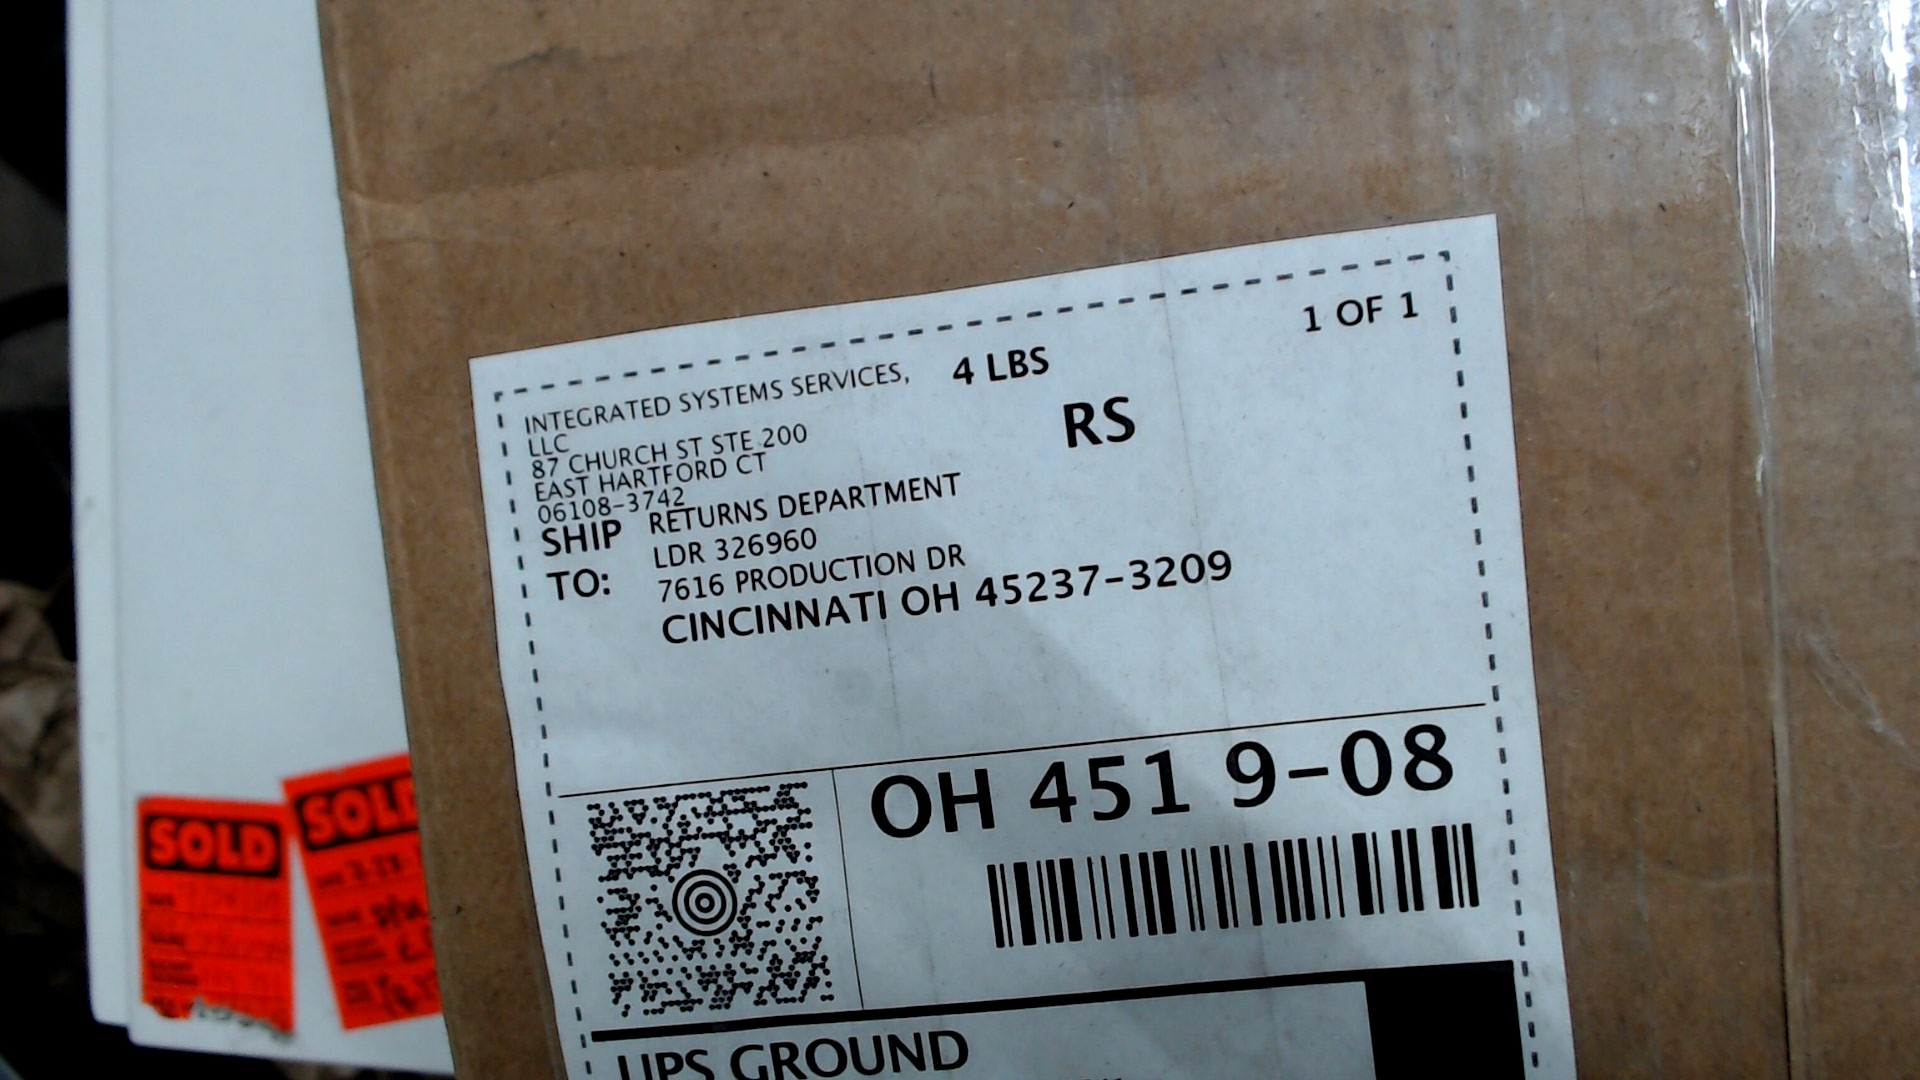 1 OF 1
INTEGRATED SYSTEMS SERVICES, 4 LBS
LLC
RS
87 CHURCH ST STE 200
EAST HARTFORD CT
06108-3742
SHIP TO:
RETURNS DEPARTMENT
LDR 326960
7616 PRODUCTION DR
CINCINNATI OH 45237-3209
OH 451 9-08
UPS GROUND
SOLD
SOLD